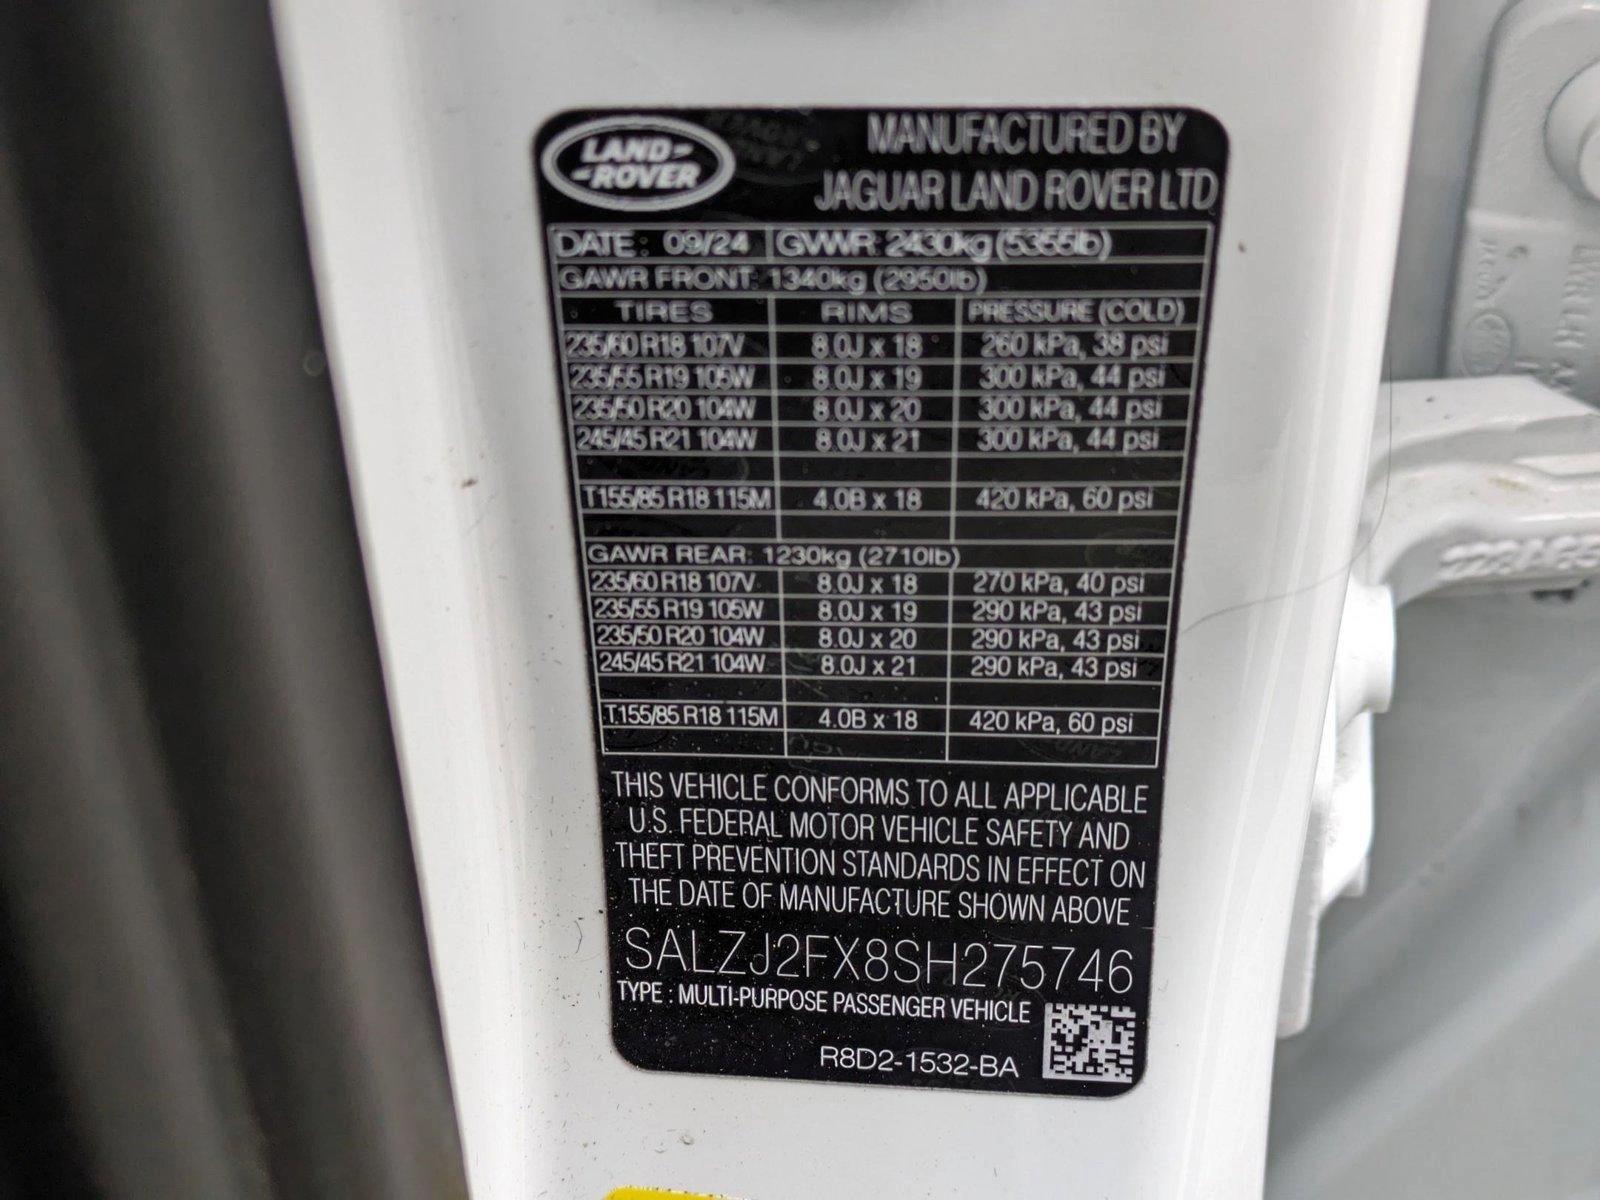 LAND-
-ROVER
MANUFACTURED BY
JAGUAR LAND ROVER LTD
DATE : 09/24 GVWR: 2430kg (5355lb)
GAWR FRONT: 1340kg (2950lb)
TIRES RIMS PRESSURE (COLD)
235/60 R18 107V 8.0J x 18 260 kPa, 38 psi
235/55 R19 105W 8.0J x 19 300 kPa, 44 psi
235/50 R20 104W 8.0J x 20 300 kPa, 44 psi
245/45 R21 104W 8.0J x 21 300 kPa, 44 psi
T155/85 R18 115M 4.0B x 18 420 kPa, 60 psi
GAWR REAR: 1230kg (2710lb)
235/60 R18 107V 8.0J x 18 270 kPa, 40 psi
235/55 R19 105W 8.0J x 19 290 kPa, 43 psi
235/50 R20 104W 8.0J x 20 290 kPa, 43 psi
245/45 R21 104W 8.0J x 21 290 kPa, 43 psi
T155/85 R18 115M 4.0B x 18 420 kPa, 60 psi
THIS VEHICLE CONFORMS TO ALL APPLICABLE
U.S. FEDERAL MOTOR VEHICLE SAFETY AND
THEFT PREVENTION STANDARDS IN EFFECT ON
THE DATE OF MANUFACTURE SHOWN ABOVE
SALZJ2FX8SH275746
TYPE : MULTI-PURPOSE PASSENGER VEHICLE
R8D2-1532-BA